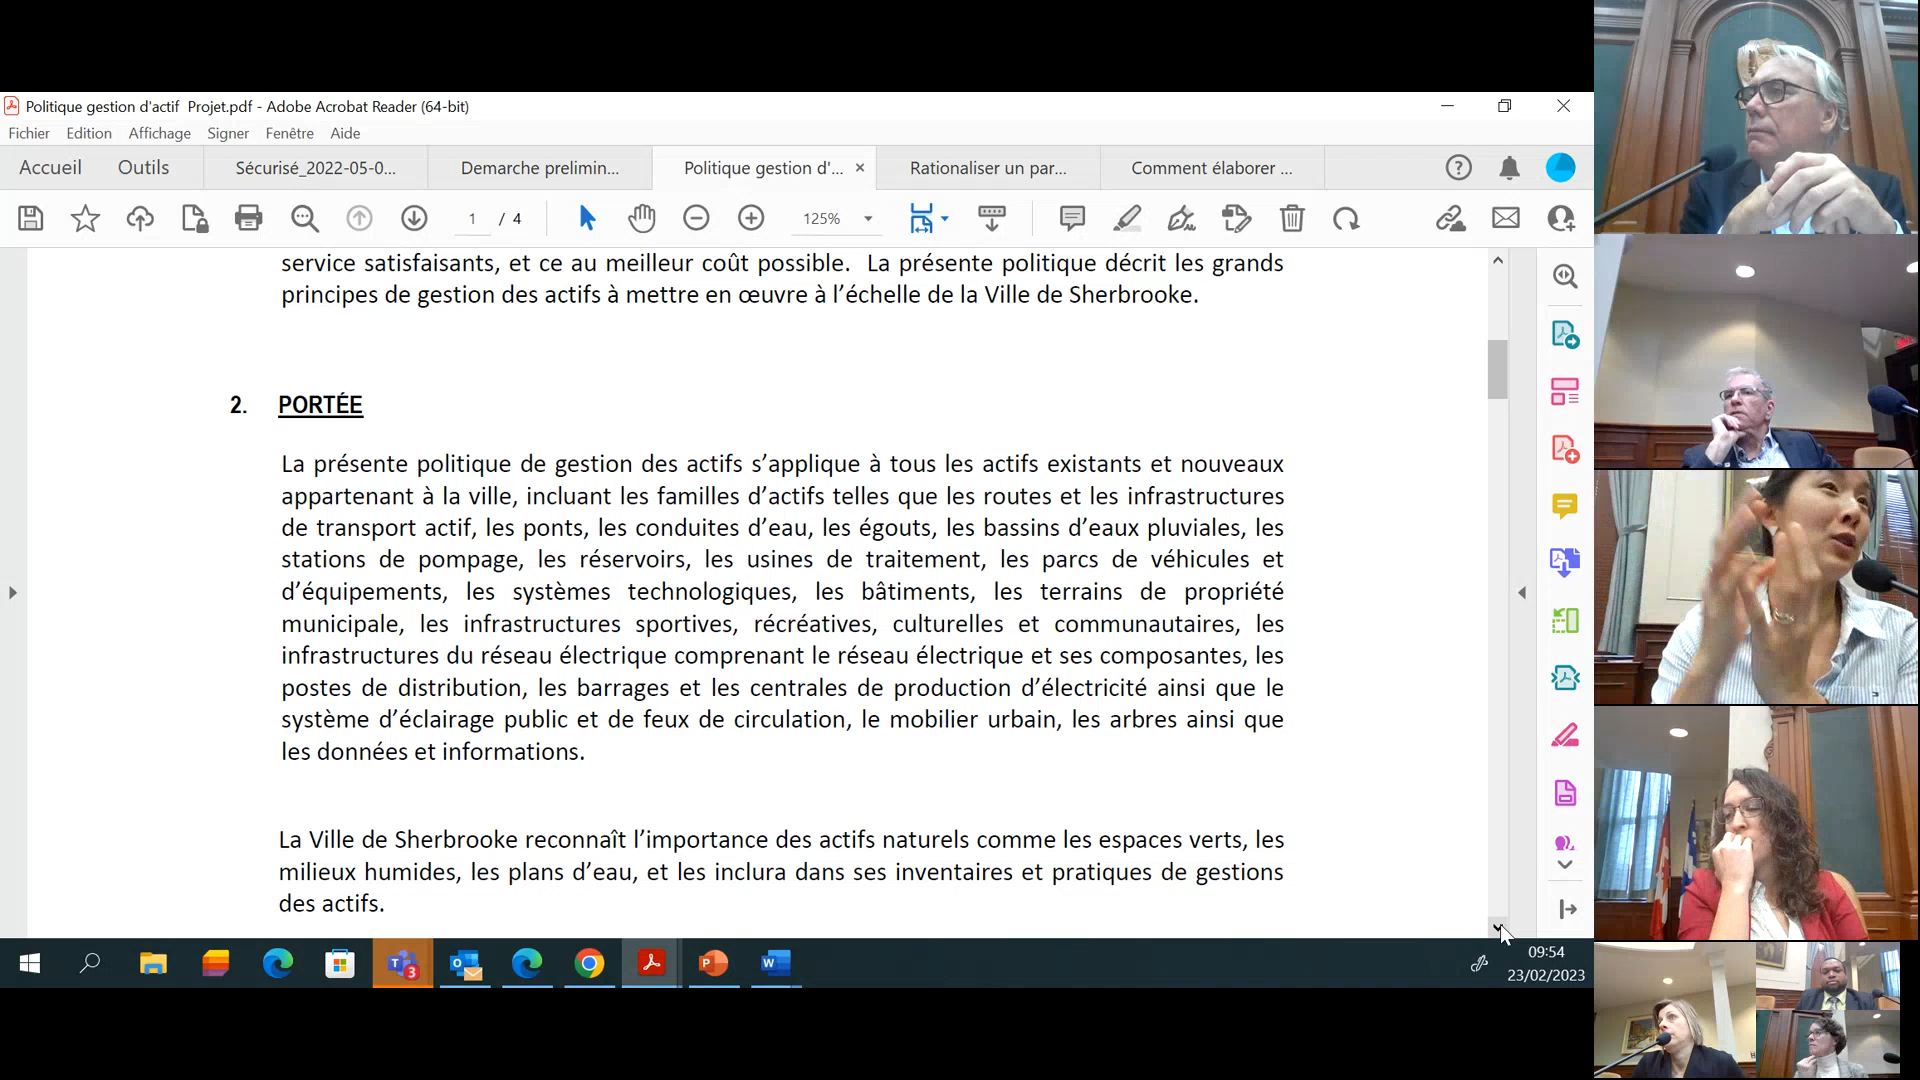 Politique gestion d'actif  Projet.pdf - Adobe Acrobat Reader (64-bit)
Fichier Edition Affichage Signer Fenêtre Aide
Accueil Outils Sécurisé_2022-05-0... Demarche prelimin... Politique gestion d'... × Rationaliser un par... Comment élaborer ...
1 / 4 125%
service satisfaisants, et ce au meilleur coût possible.  La présente politique décrit les grands
principes de gestion des actifs à mettre en œuvre à l’échelle de la Ville de Sherbrooke.
2. PORTÉE
La présente politique de gestion des actifs s’applique à tous les actifs existants et nouveaux
appartenant à la ville, incluant les familles d’actifs telles que les routes et les infrastructures
de transport actif, les ponts, les conduites d’eau, les égouts, les bassins d’eaux pluviales, les
stations de pompage, les réservoirs, les usines de traitement, les parcs de véhicules et
d’équipements, les systèmes technologiques, les bâtiments, les terrains de propriété
municipale, les infrastructures sportives, récréatives, culturelles et communautaires, les
infrastructures du réseau électrique comprenant le réseau électrique et ses composantes, les
postes de distribution, les barrages et les centrales de production d’électricité ainsi que le
système d’éclairage public et de feux de circulation, le mobilier urbain, les arbres ainsi que
les données et informations.
La Ville de Sherbrooke reconnaît l’importance des actifs naturels comme les espaces verts, les
milieux humides, les plans d’eau, et les inclura dans ses inventaires et pratiques de gestions
des actifs.
3
09:54
23/02/2023